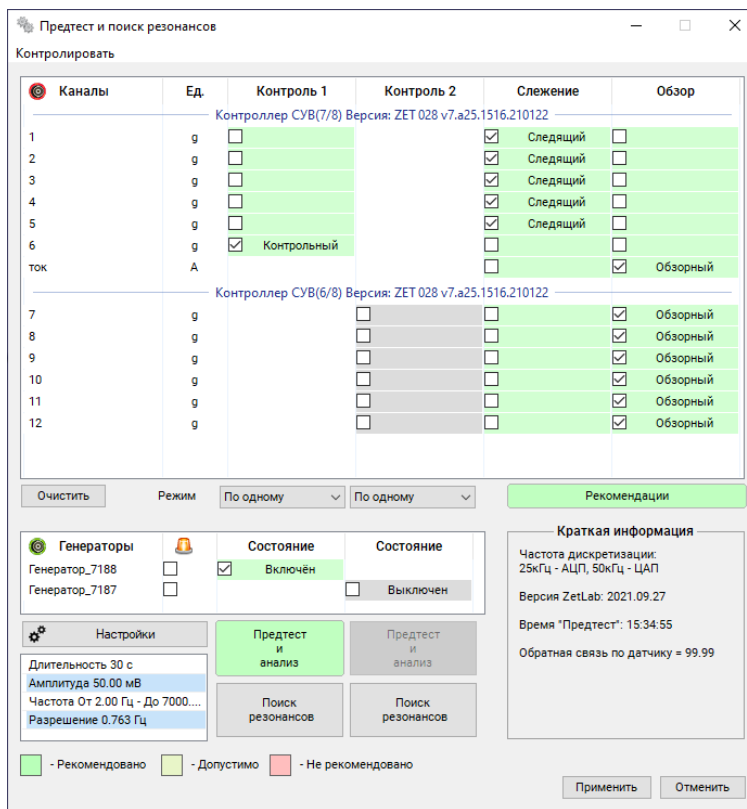 Предтест и поиск резонансов
Контролировать
Каналы Ед. Контроль 1 Контроль 2 Слежение Обзор
Контроллер СУВ(7/8) Версия: ZET 028 v7.a25.1516.210122
1 g Следящий
2 g Следящий
3 g Следящий
4 g Следящий
5 g Следящий
6 g Контрольный
ток А Обзорный
Контроллер СУВ(6/8) Версия: ZET 028 v7.a25.1516.210122
7 g Обзорный
8 g Обзорный
9 g Обзорный
10 g Обзорный
11 g Обзорный
12 g Обзорный
Очистить Режим По одному По одному Рекомендации
Генераторы Состояние Состояние
Генератор_7188 Включён
Генератор_7187 Выключен
Краткая информация
Частота дискретизации:
25кГц - АЦП, 50кГц - ЦАП
Версия ZetLab: 2021.09.27
Время "Предтест": 15:34:55
Обратная связь по датчику = 99.99
Настройки
Длительность 30 с
Амплитуда 50.00 мВ
Частота От 2.00 Гц - До 7000....
Разрешение 0.763 Гц
Предтест
и
анализ
Предтест
и
анализ
Поиск
резонансов
Поиск
резонансов
- Рекомендовано - Допустимо - Не рекомендовано
Применить Отменить